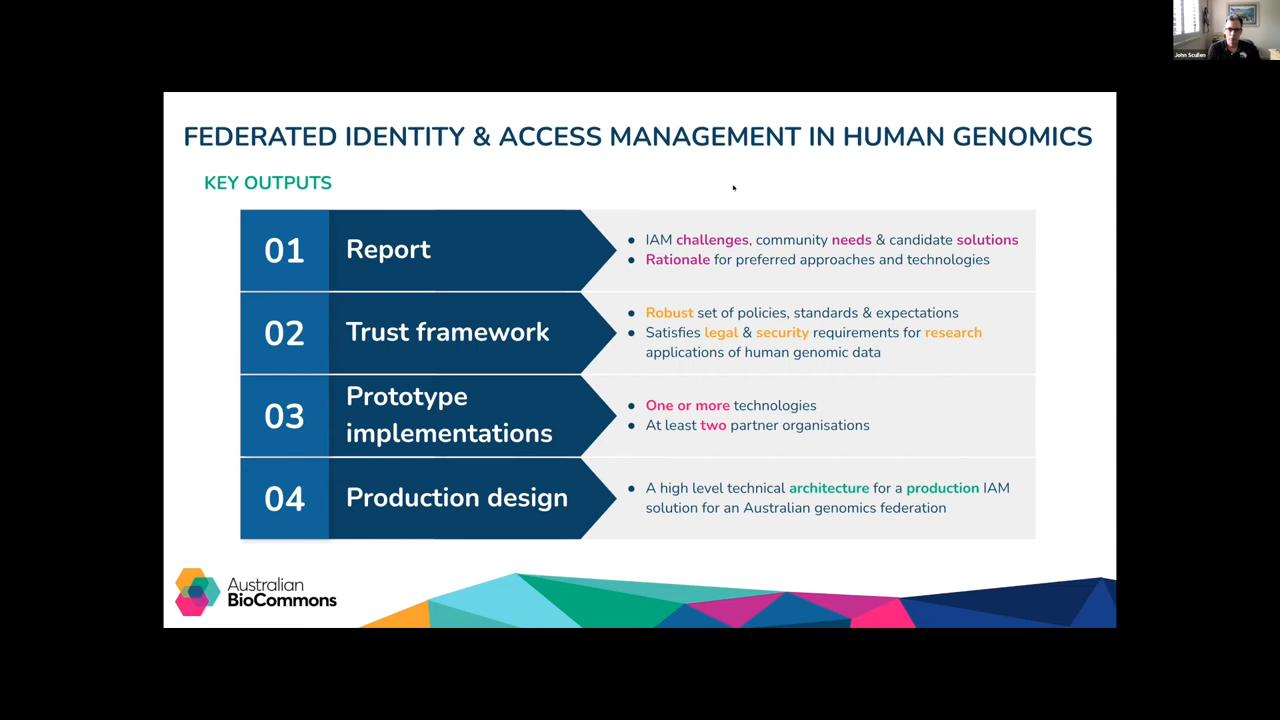 John Scullen
FEDERATED IDENTITY & ACCESS MANAGEMENT IN HUMAN GENOMICS
KEY OUTPUTS
01
Report
● IAM challenges, community needs & candidate solutions
● Rationale for preferred approaches and technologies
02
Trust framework
● Robust set of policies, standards & expectations
● Satisfies legal & security requirements for research
applications of human genomic data
03
Prototype
implementations
● One or more technologies
● At least two partner organisations
04
Production design
● A high level technical architecture for a production IAM
solution for an Australian genomics federation
Australian
BioCommons